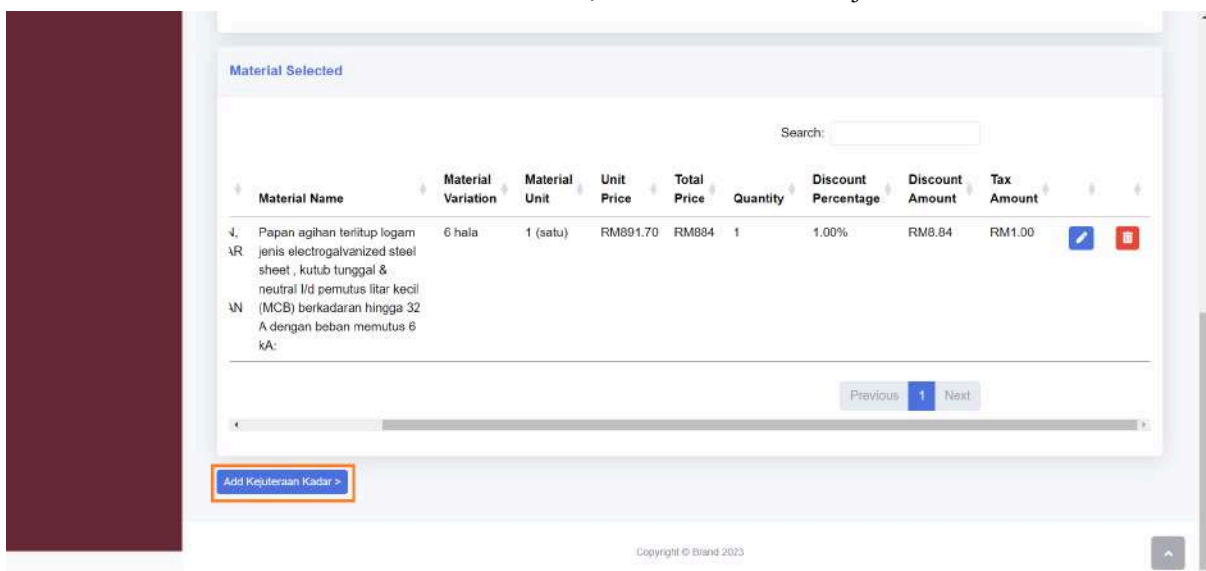 Material Selected
Search:
Material Name
Material Variation
Material Unit
Unit Price
Total Price
Quantity
Discount Percentage
Discount Amount
Tax Amount
Papan agihan terlitup logam
jenis electrogalvanized steel
sheet , kutub tunggal &
neutral l/d pemutus litar kecil
(MCB) berkadaran hingga 32
A dengan beban memutus 6
kA:
6 hala
1 (satu)
RM891.70
RM884
1
1.00%
RM8.84
RM1.00
Previous 1 Next
Add Kejuteraan Kadar >
Copyright © Brand 2023